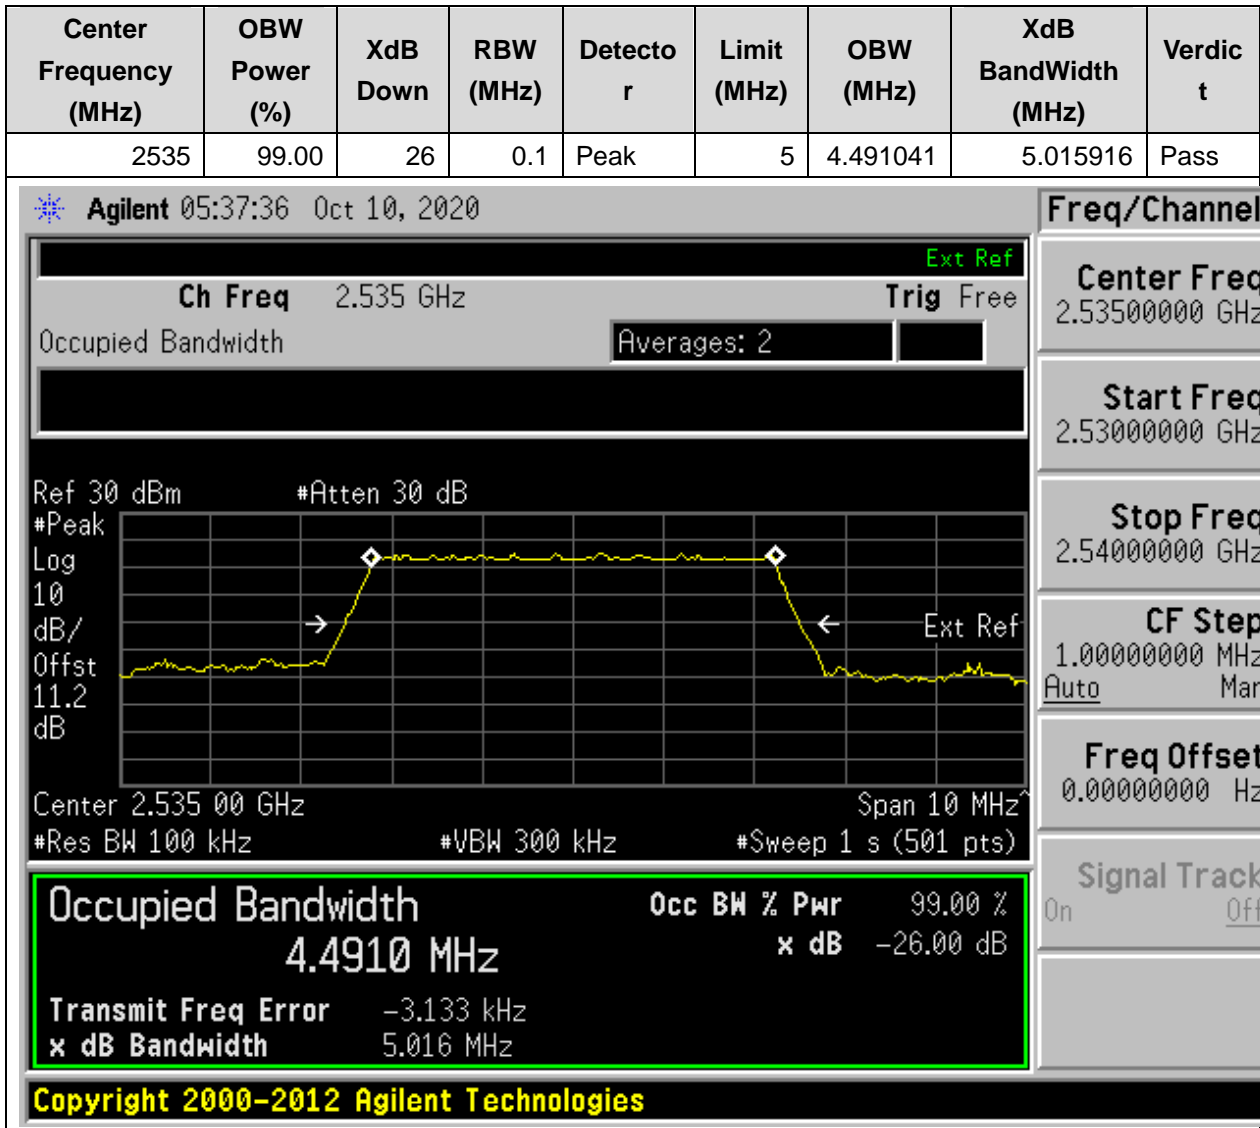 Center Frequency (MHz) OBW Power (%) XdB Down RBW (MHz) Detecto r Limit (MHz) OBW (MHz) XdB BandWidth (MHz) Verdic t
2535 99.00 26 0.1 Peak 5 4.491041 5.015916 Pass
Agilent 05:37:36 Oct 10, 2020
Freq/Channel
Ext Ref
Ch Freq 2.535 GHz Trig Free
Occupied Bandwidth Averages: 2
Center Freq
2.53500000 GHz
Start Freq
2.53000000 GHz
Stop Freq
2.54000000 GHz
CF Step
1.00000000 MHz
Auto Man
Freq Offset
0.00000000 Hz
Signal Track
On Off
Ref 30 dBm #Atten 30 dB
#Peak
Log
10
dB/
Offst
11.2
dB
Ext Ref
Center 2.535 00 GHz Span 10 MHz^
#Res BW 100 kHz #VBW 300 kHz #Sweep 1 s (501 pts)
Occupied Bandwidth
4.4910 MHz
Occ BW % Pwr 99.00 %
x dB -26.00 dB
Transmit Freq Error -3.133 kHz
x dB Bandwidth 5.016 MHz
Copyright 2000-2012 Agilent Technologies